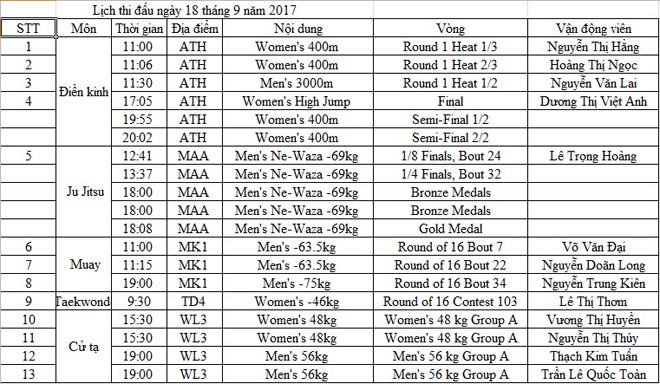 Lịch thi đấu ngày 18 tháng 9 năm 2017
STT Môn Thời gian Địa điểm Nội dung Vòng Vận động viên
1 11:00 ATH Women's 400m Round 1 Heat 1/3 Nguyễn Thị Hằng
2 11:06 ATH Women's 400m Round 1 Heat 2/3 Hoàng Thị Ngọc
3 11:30 ATH Men's 3000m Round 1 Heat 1/2 Nguyễn Văn Lai
Điền kinh
4 17:05 ATH Women's High Jump Final Dương Thị Việt Anh
19:55 ATH Women's 400m Semi-Final 1/2
20:02 ATH Women's 400m Semi-Final 2/2
5 12:41 MAA Men's Ne-Waza -69kg 1/8 Finals, Bout 24 Lê Trọng Hoàng
13:37 MAA Men's Ne-Waza -69kg 1/4 Finals, Bout 32
Ju Jitsu 18:00 MAA Men's Ne-Waza -69kg Bronze Medals
18:00 MAA Men's Ne-Waza -69kg Bronze Medals
18:08 MAA Men's Ne-Waza -69kg Gold Medal
6 11:00 MK1 Men's -63.5kg Round of 16 Bout 7 Võ Văn Đại
7 Muay 11:15 MK1 Men's -63.5kg Round of 16 Bout 22 Nguyễn Doãn Long
8 19:00 MK1 Men's -75kg Round of 16 Bout 34 Nguyễn Trung Kiên
9 Taekwondo 9:30 TD4 Women's -46kg Round of 16 Contest 103 Lê Thị Thơm
10 15:30 WL3 Women's 48kg Women's 48 kg Group A Vương Thị Huyền
11 15:30 WL3 Women's 48kg Women's 48 kg Group A Nguyễn Thị Thúy
Cử tạ
12 19:00 WL3 Men's 56kg Men's 56 kg Group A Thạch Kim Tuấn
13 19:00 WL3 Men's 56kg Men's 56 kg Group A Trần Lê Quốc Toàn